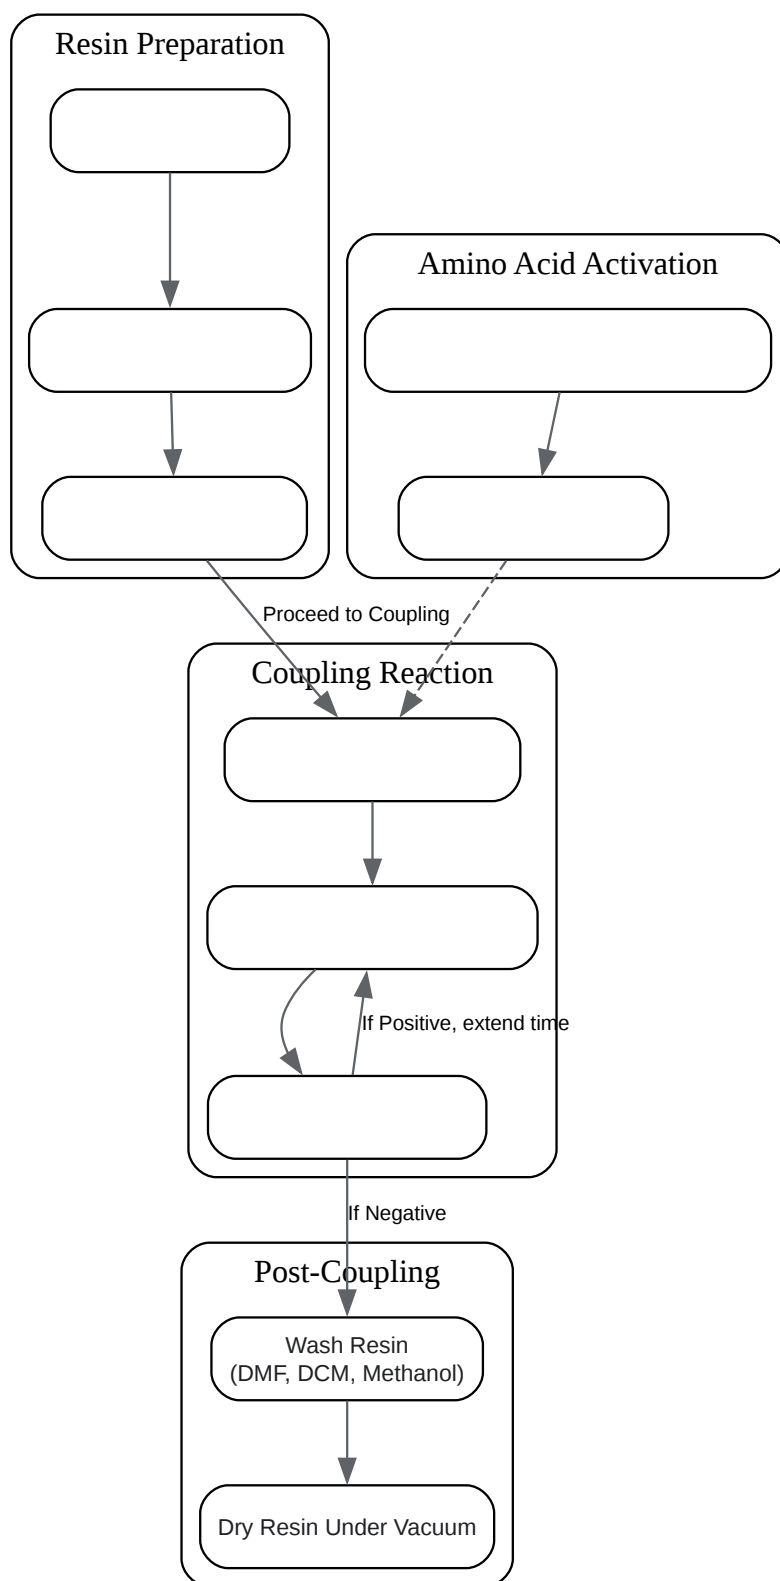 Resin Preparation
Amino Acid Activation
Proceed to Coupling
Coupling Reaction
If Positive, extend time
If Negative
Post-Coupling
Wash Resin
(DMF, DCM, Methanol)
Dry Resin Under Vacuum